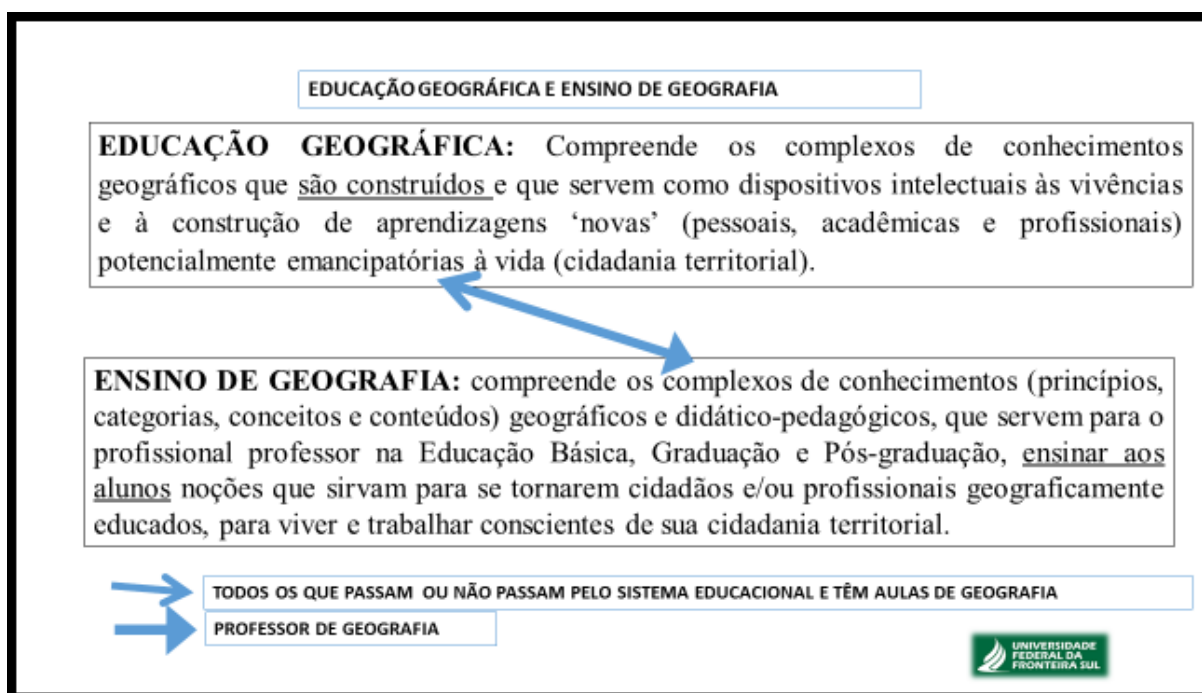 EDUCAÇÃO GEOGRÁFICA E ENSINO DE GEOGRAFIA
EDUCAÇÃO GEOGRÁFICA: Compreende os complexos de conhecimentos
geográficos que são construídos e que servem como dispositivos intelectuais às vivências
e à construção de aprendizagens ‘novas’ (pessoais, acadêmicas e profissionais)
potencialmente emancipatórias à vida (cidadania territorial).
ENSINO DE GEOGRAFIA: compreende os complexos de conhecimentos (princípios,
categorias, conceitos e conteúdos) geográficos e didático-pedagógicos, que servem para o
profissional professor na Educação Básica, Graduação e Pós-graduação, ensinar aos
alunos noções que sirvam para se tornarem cidadãos e/ou profissionais geograficamente
educados, para viver e trabalhar conscientes de sua cidadania territorial.
TODOS OS QUE PASSAM OU NÃO PASSAM PELO SISTEMA EDUCACIONAL E TÊM AULAS DE GEOGRAFIA
PROFESSOR DE GEOGRAFIA
UNIVERSIDADE
FEDERAL DA
FRONTEIRA SUL